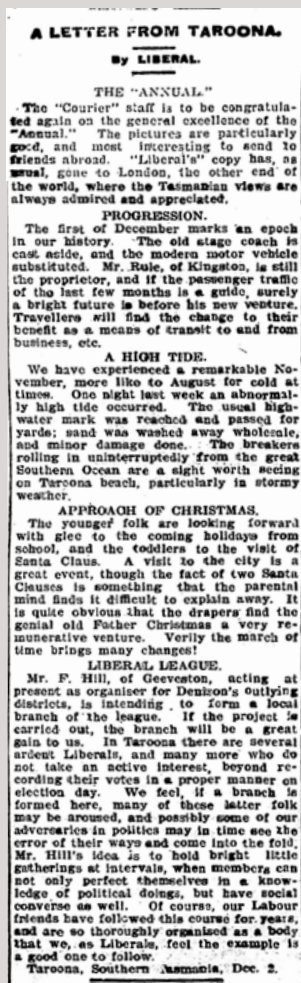 A LETTER FROM TAROONA.
By LIBERAL.
THE "ANNUAL."
The "Courier" staff is to be congratula-
ted again on the general excellence of the
"Annual." The pictures are particularly
good, and most interesting to send to
friends abroad. "Liberal's" copy has, as
usual, gone to London, the other end of
the world, where the Tasmanian views are
always admired and appreciated.
PROGRESSION.
The first of December marks an epoch
in our history. The old stage coach is
cast aside, and the modern motor vehicle
substituted. Mr. Rule, of Kingston, is still
the proprietor, and if the passenger traffic
of the last few months is a guide, surely
a bright future is before his new venture.
Travellers will find the change to their
benefit as a means of transit to and from
business, etc.
A HIGH TIDE.
We have experienced a remarkable No-
vember, more like to August for cold at
times. One night last week an abnormal-
ly high tide occurred. The usual high-
water mark was reached and passed for
yards; sand was washed away wholesale,
and minor damage done. The breakers
rolling in uninterruptedly from the great
Southern Ocean are a sight worth seeing
on Taroona beach, particularly in stormy
weather.
APPROACH OF CHRISTMAS.
The younger folk are looking forward
with glee to the coming holidays from
school, and the toddlers to the visit of
Santa Claus. A visit to the city is a
great event, though the fact of two Santa
Clauses is something that the parental
mind finds it difficult to explain away. It
is quite obvious that the drapers find the
genial old Father Christmas a very re-
munerative venture. Verily the march of
time brings many changes!
LIBERAL LEAGUE.
Mr. F. Hill, of Geeveston, acting at
present as organiser for Denison's outlying
districts, is intending to form a local
branch of the league. If the project is
carried out, the branch will be a great
gain to us. In Taroona there are several
ardent Liberals, and many more who do
not take an active interest, beyond re-
cording their votes in a proper manner on
election day. We feel, if a branch is
formed here, many of these latter folk
may be aroused, and possibly some of our
adversaries in politics may in time see the
error of their ways and come into the fold.
Mr. Hill's idea is to hold bright little
gatherings at intervals, when members can
not only perfect themselves in a know-
ledge of political doings, but have social
converse as well. Of course, our Labour
friends have followed this course for years,
and are so thoroughly organised as a body
that we, as Liberals, feel the example is
a good one to follow.
Taroona, Southern Tasmania, Dec. 2.